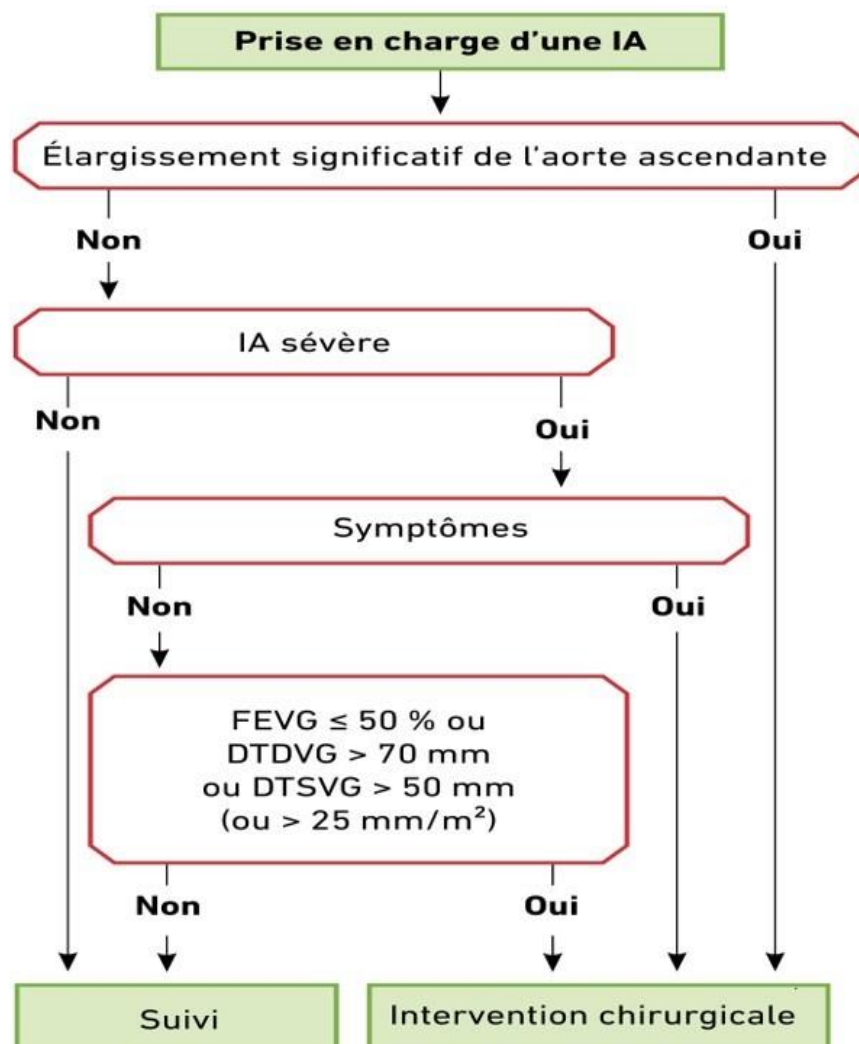 Prise en charge d'une IA
Élargissement significatif de l'aorte ascendante
Non
Oui
IA sévère
Non
Oui
Symptômes
Non
Oui
FEVG ≤ 50 % ou
DTDVG > 70 mm
ou DTSVG > 50 mm
(ou > 25 mm/m²)
Non
Oui
Suivi
Intervention chirurgicale